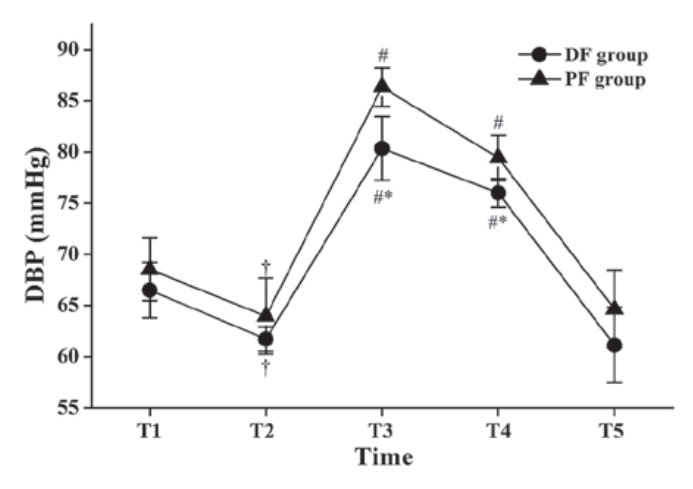 DF group
PF group
DBP (mmHg)
90
85
80
75
70
65
60
55
#
#
#*
#*
†
†
T1 T2 T3 T4 T5
Time